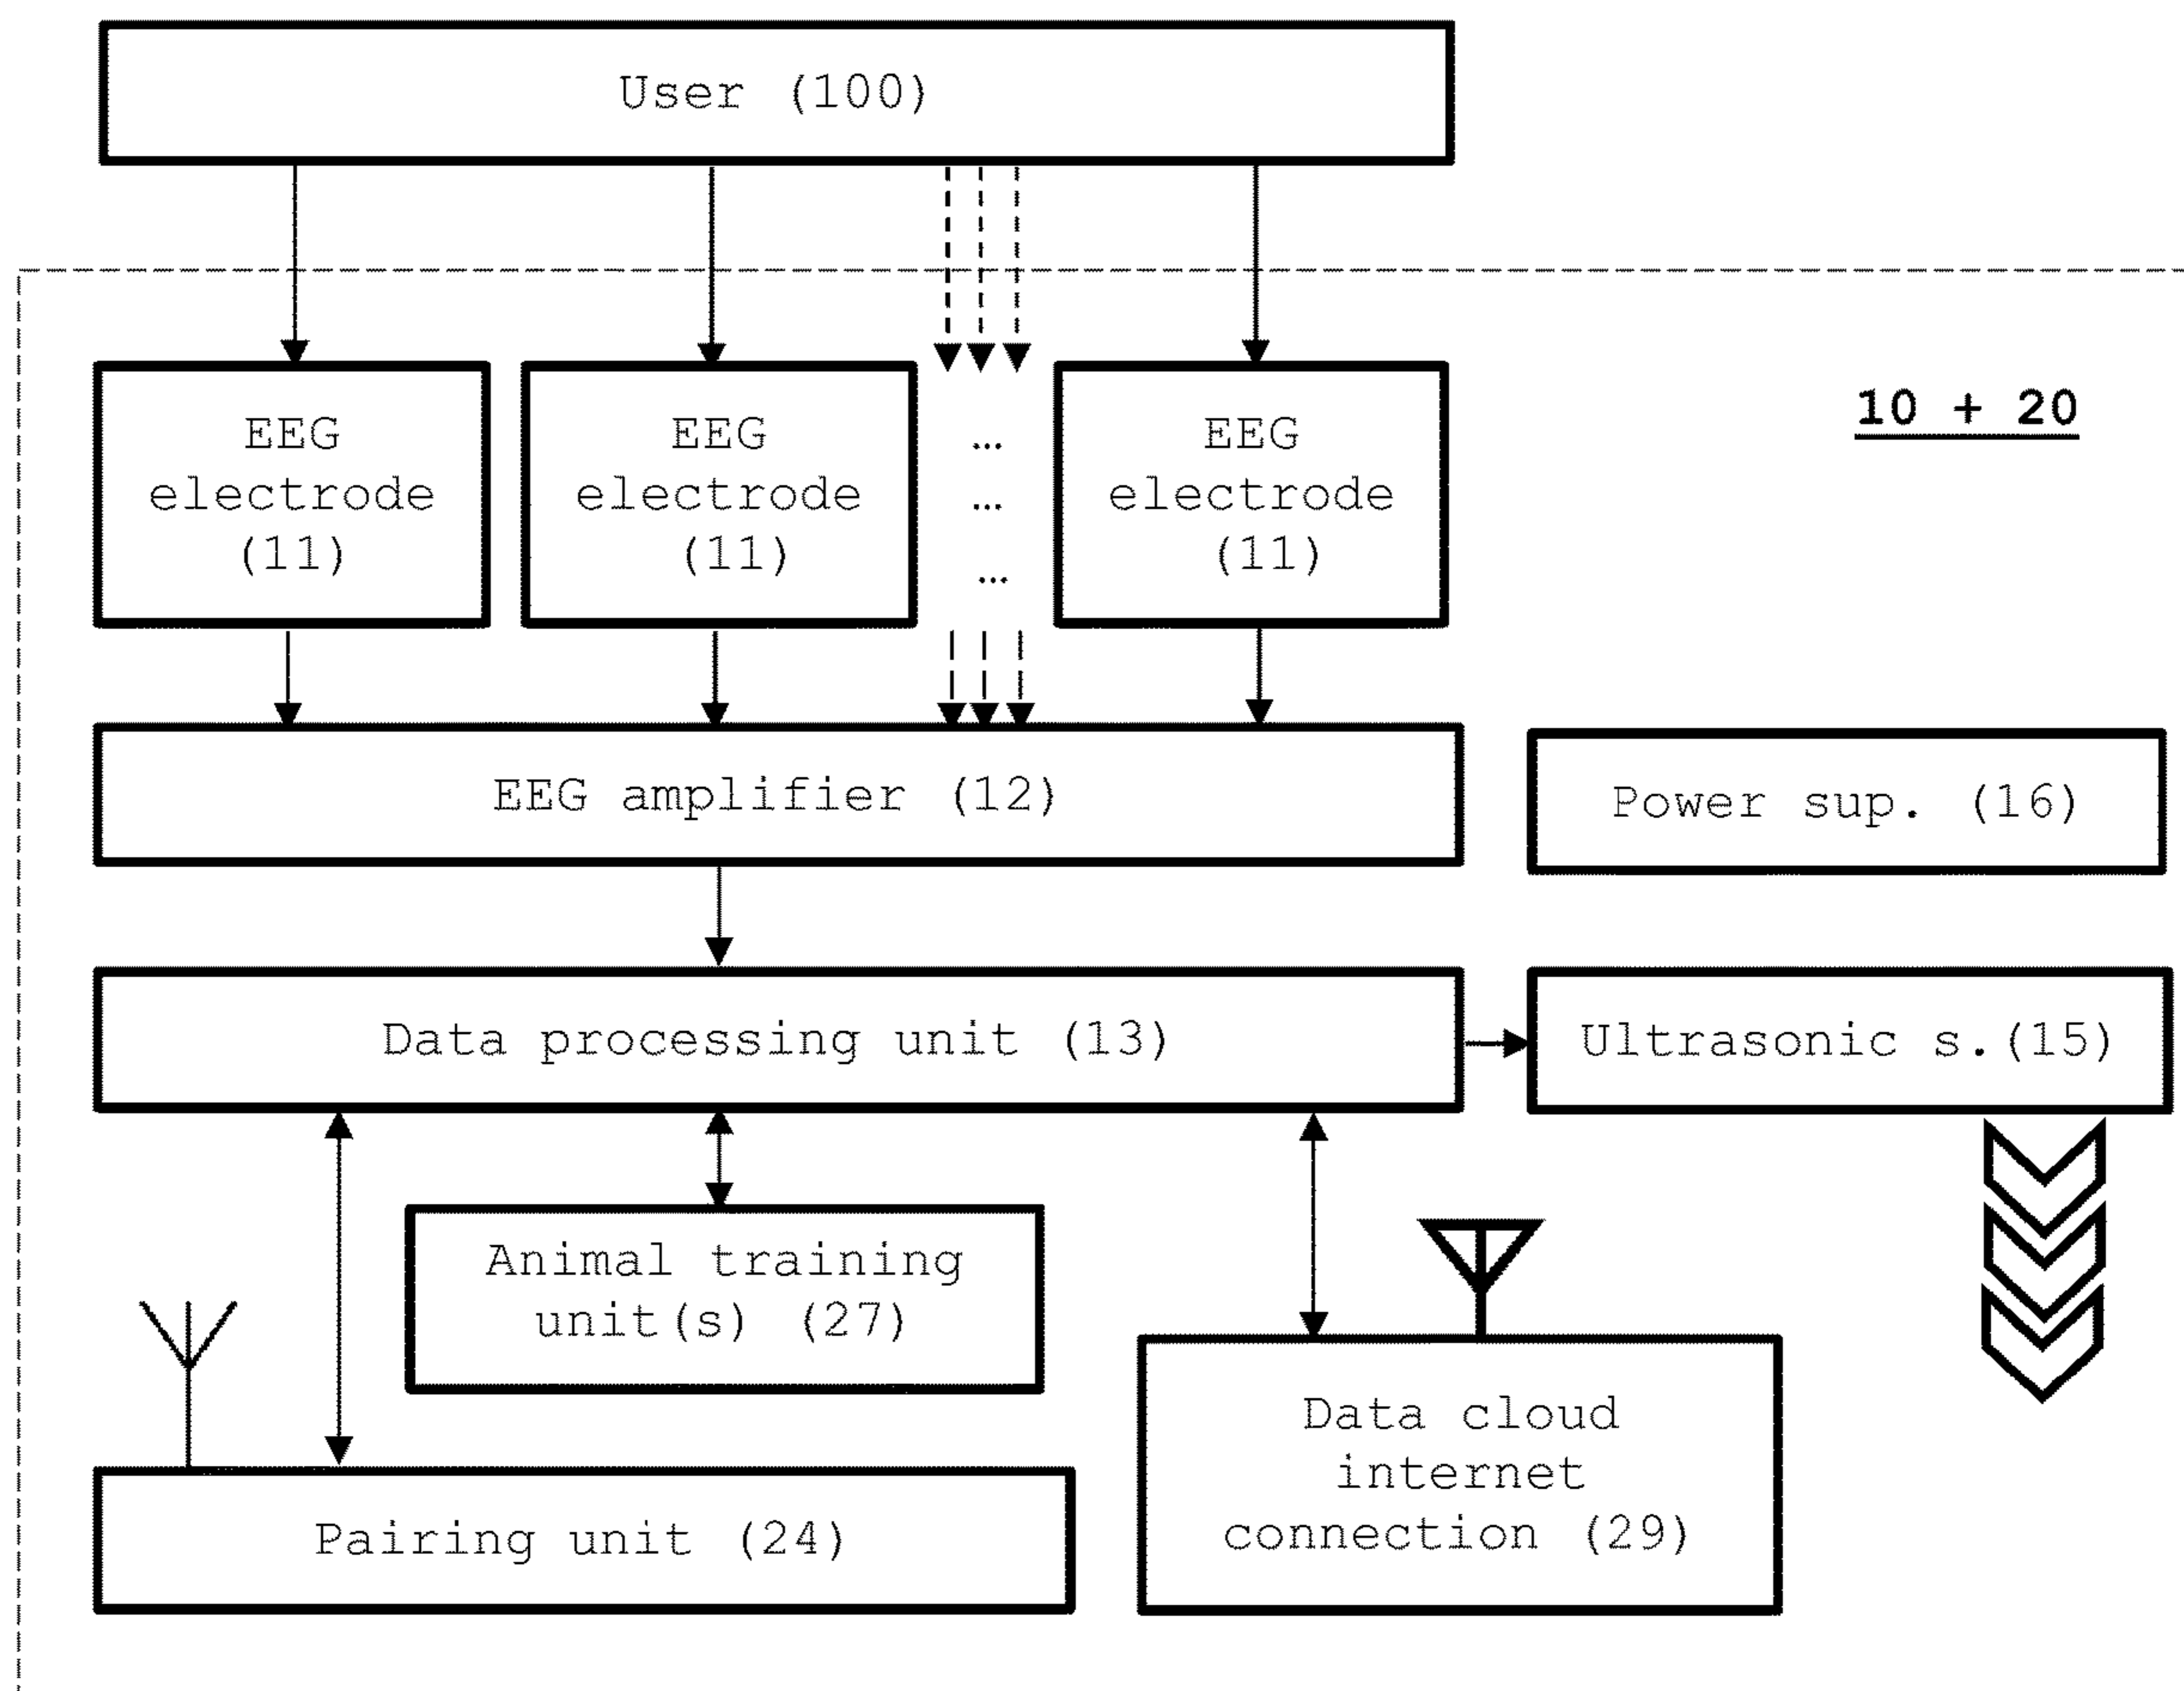 User (100)
EEG
electrode
(11)
EEG
electrode
(11)
…
…
…
EEG
electrode
(11)
10 + 20
EEG amplifier (12)
Power sup. (16)
Data processing unit (13)
Ultrasonic s.(15)
Animal training
unit(s) (27)
Data cloud
internet
connection (29)
Pairing unit (24)